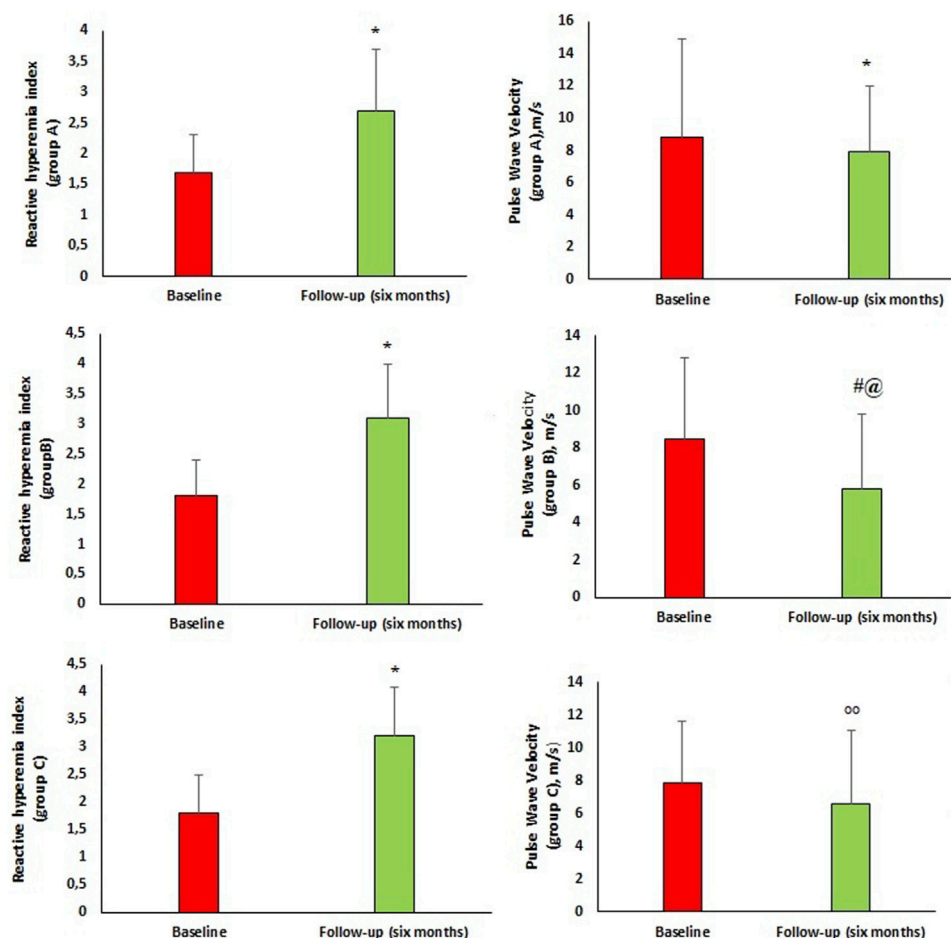 Reactive hyperemia index
(group A)
4
3,5
3
2,5
2
1,5
1
0,5
0
*
Baseline
Follow-up (six months)
Pulse Wave Velocity
(group A),m/s
16
14
12
10
8
6
4
2
0
*
Baseline
Follow-up (six months)
Reactive hyperemia index
(groupB)
4,5
4
3,5
3
2,5
2
1,5
1
0,5
0
*
Baseline
Follow-up (six months)
Pulse Wave Velocity
(group B), m/s
14
12
10
8
6
4
2
0
#@
Baseline
Follow-up (six months)
Reactive hyperemia index
(group C)
4,5
4
3,5
3
2,5
2
1,5
1
0,5
0
*
Baseline
Follow-up (six months)
Pulse Wave Velocity
(group C), m/s)
14
12
10
8
6
4
2
0
∞
Baseline
Follow-up (six months)